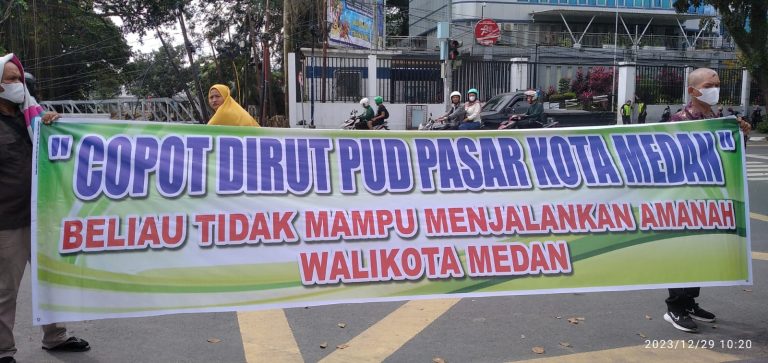 "COPOT DIRUT PUD PASAR KOTA MEDAN"
BELIAU TIDAK MAMPU MENJALANKAN AMANAH
WALIKOTA MEDAN
2023/12/29 10:20